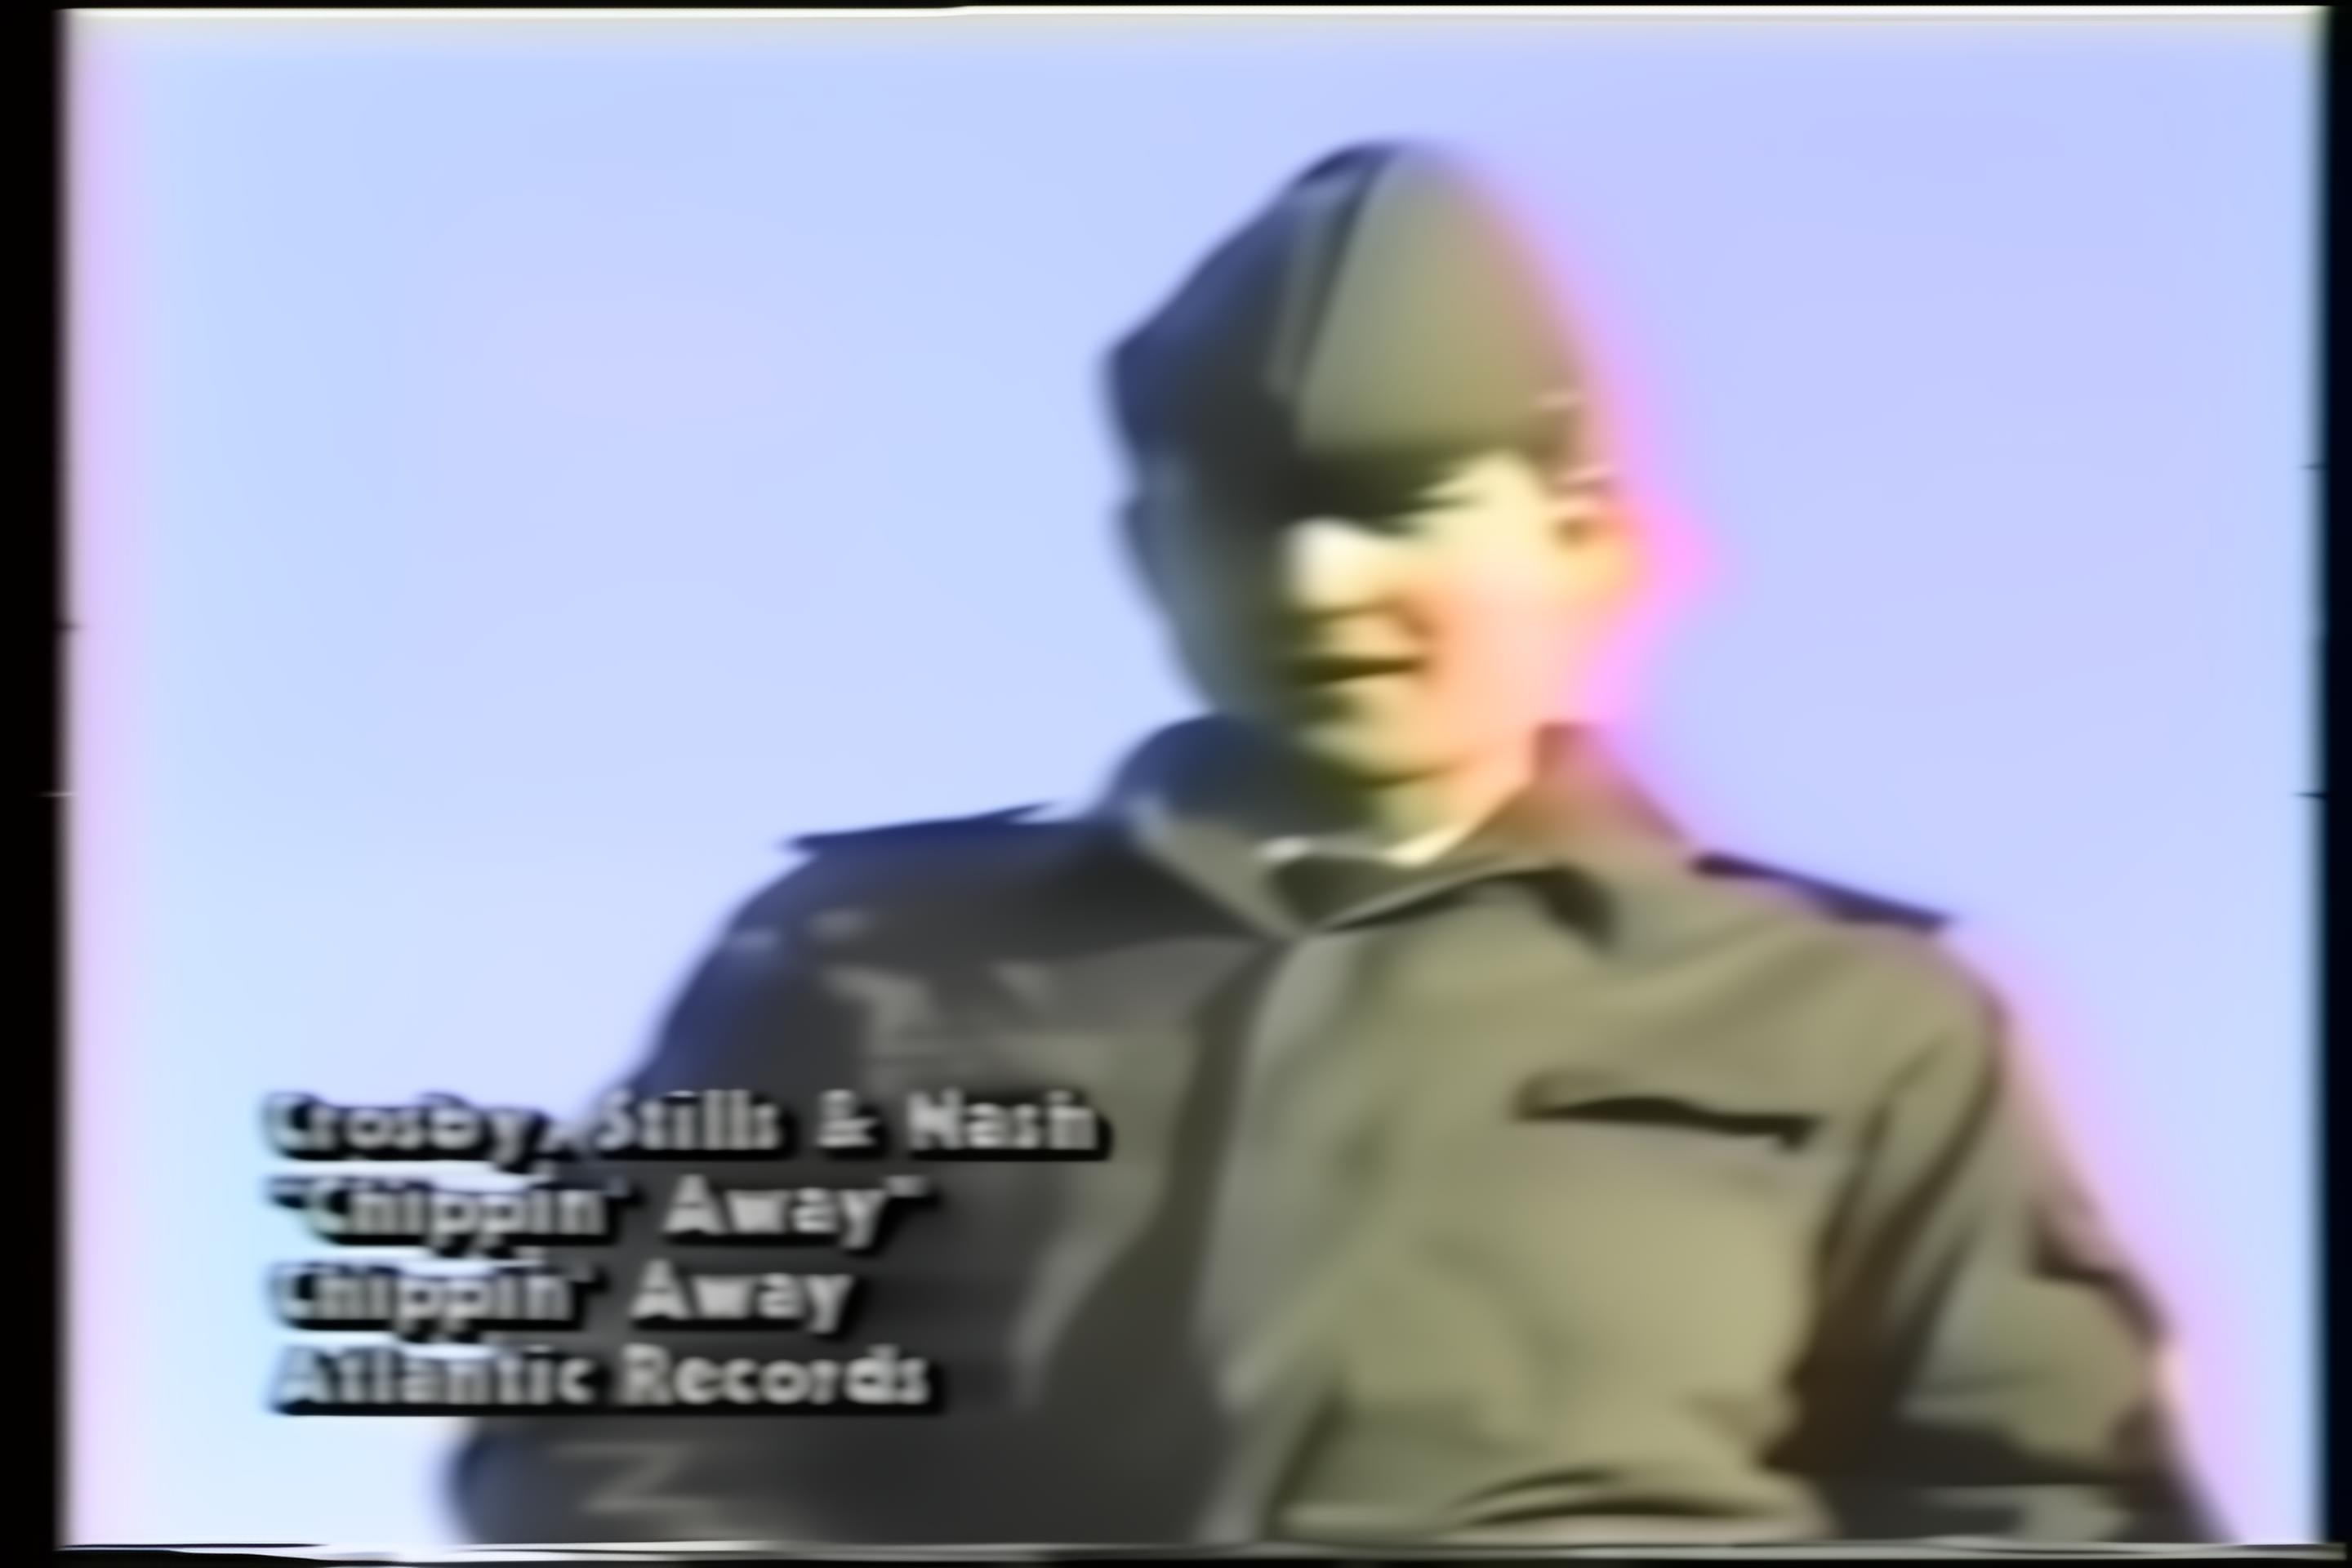 Crosby, Stills & Nash
"Chippin' Away"
Chippin' Away
Atlantic Records